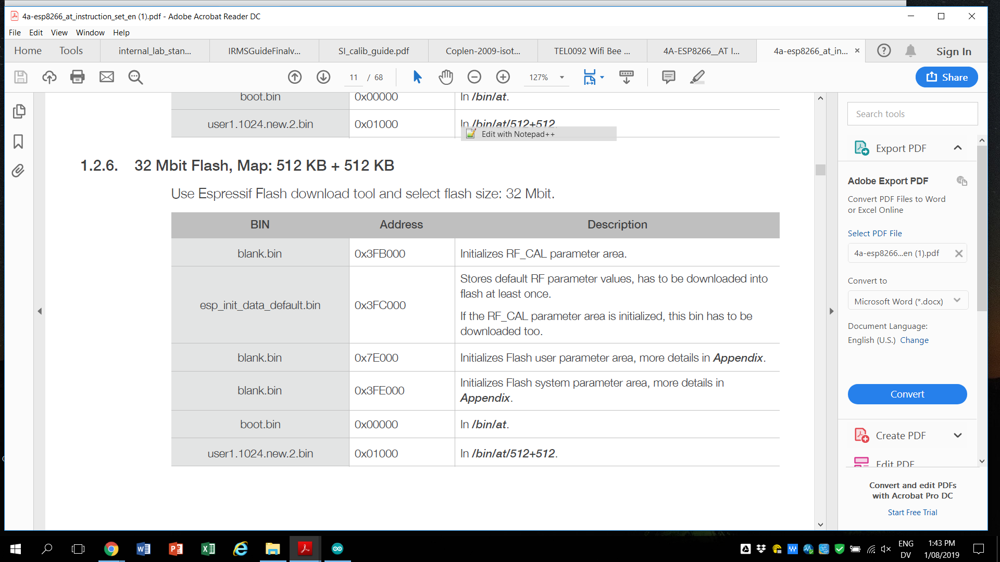 4a-esp8266_at_instruction_set_en (1).pdf - Adobe Acrobat Reader DC
File Edit View Window Help
Home Tools internal_lab_stan... IRMSGuideFinalv... SI_calib_guide.pdf Coplen-2009-isot... TEL0092 Wifi Bee ... 4A-ESP8266__AT I... 4a-esp8266_at_in... × Sign In
11 / 68 127% Share
boot.bin 0x00000 In /bin/at.
user1.1024.new.2.bin 0x01000 In /bin/at/512+512.
Edit with Notepad++
1.2.6. 32 Mbit Flash, Map: 512 KB + 512 KB
Use Espressif Flash download tool and select flash size: 32 Mbit.
BIN Address Description
blank.bin 0x3FB000 Initializes RF_CAL parameter area.
esp_init_data_default.bin 0x3FC000 Stores default RF parameter values, has to be downloaded into
flash at least once.
If the RF_CAL parameter area is initialized, this bin has to be
downloaded too.
blank.bin 0x7E000 Initializes Flash user parameter area, more details in Appendix.
blank.bin 0x3FE000 Initializes Flash system parameter area, more details in
Appendix.
boot.bin 0x00000 In /bin/at.
user1.1024.new.2.bin 0x01000 In /bin/at/512+512.
Search tools
Export PDF
Adobe Export PDF
Convert PDF Files to Word
or Excel Online
Select PDF File
4a-esp8266...en (1).pdf
Convert to
Microsoft Word (*.docx)
Document Language:
English (U.S.) Change
Convert
Create PDF
Edit PDF
Convert and edit PDFs
with Acrobat Pro DC
Start Free Trial
ENG
DV
1:43 PM
1/08/2019